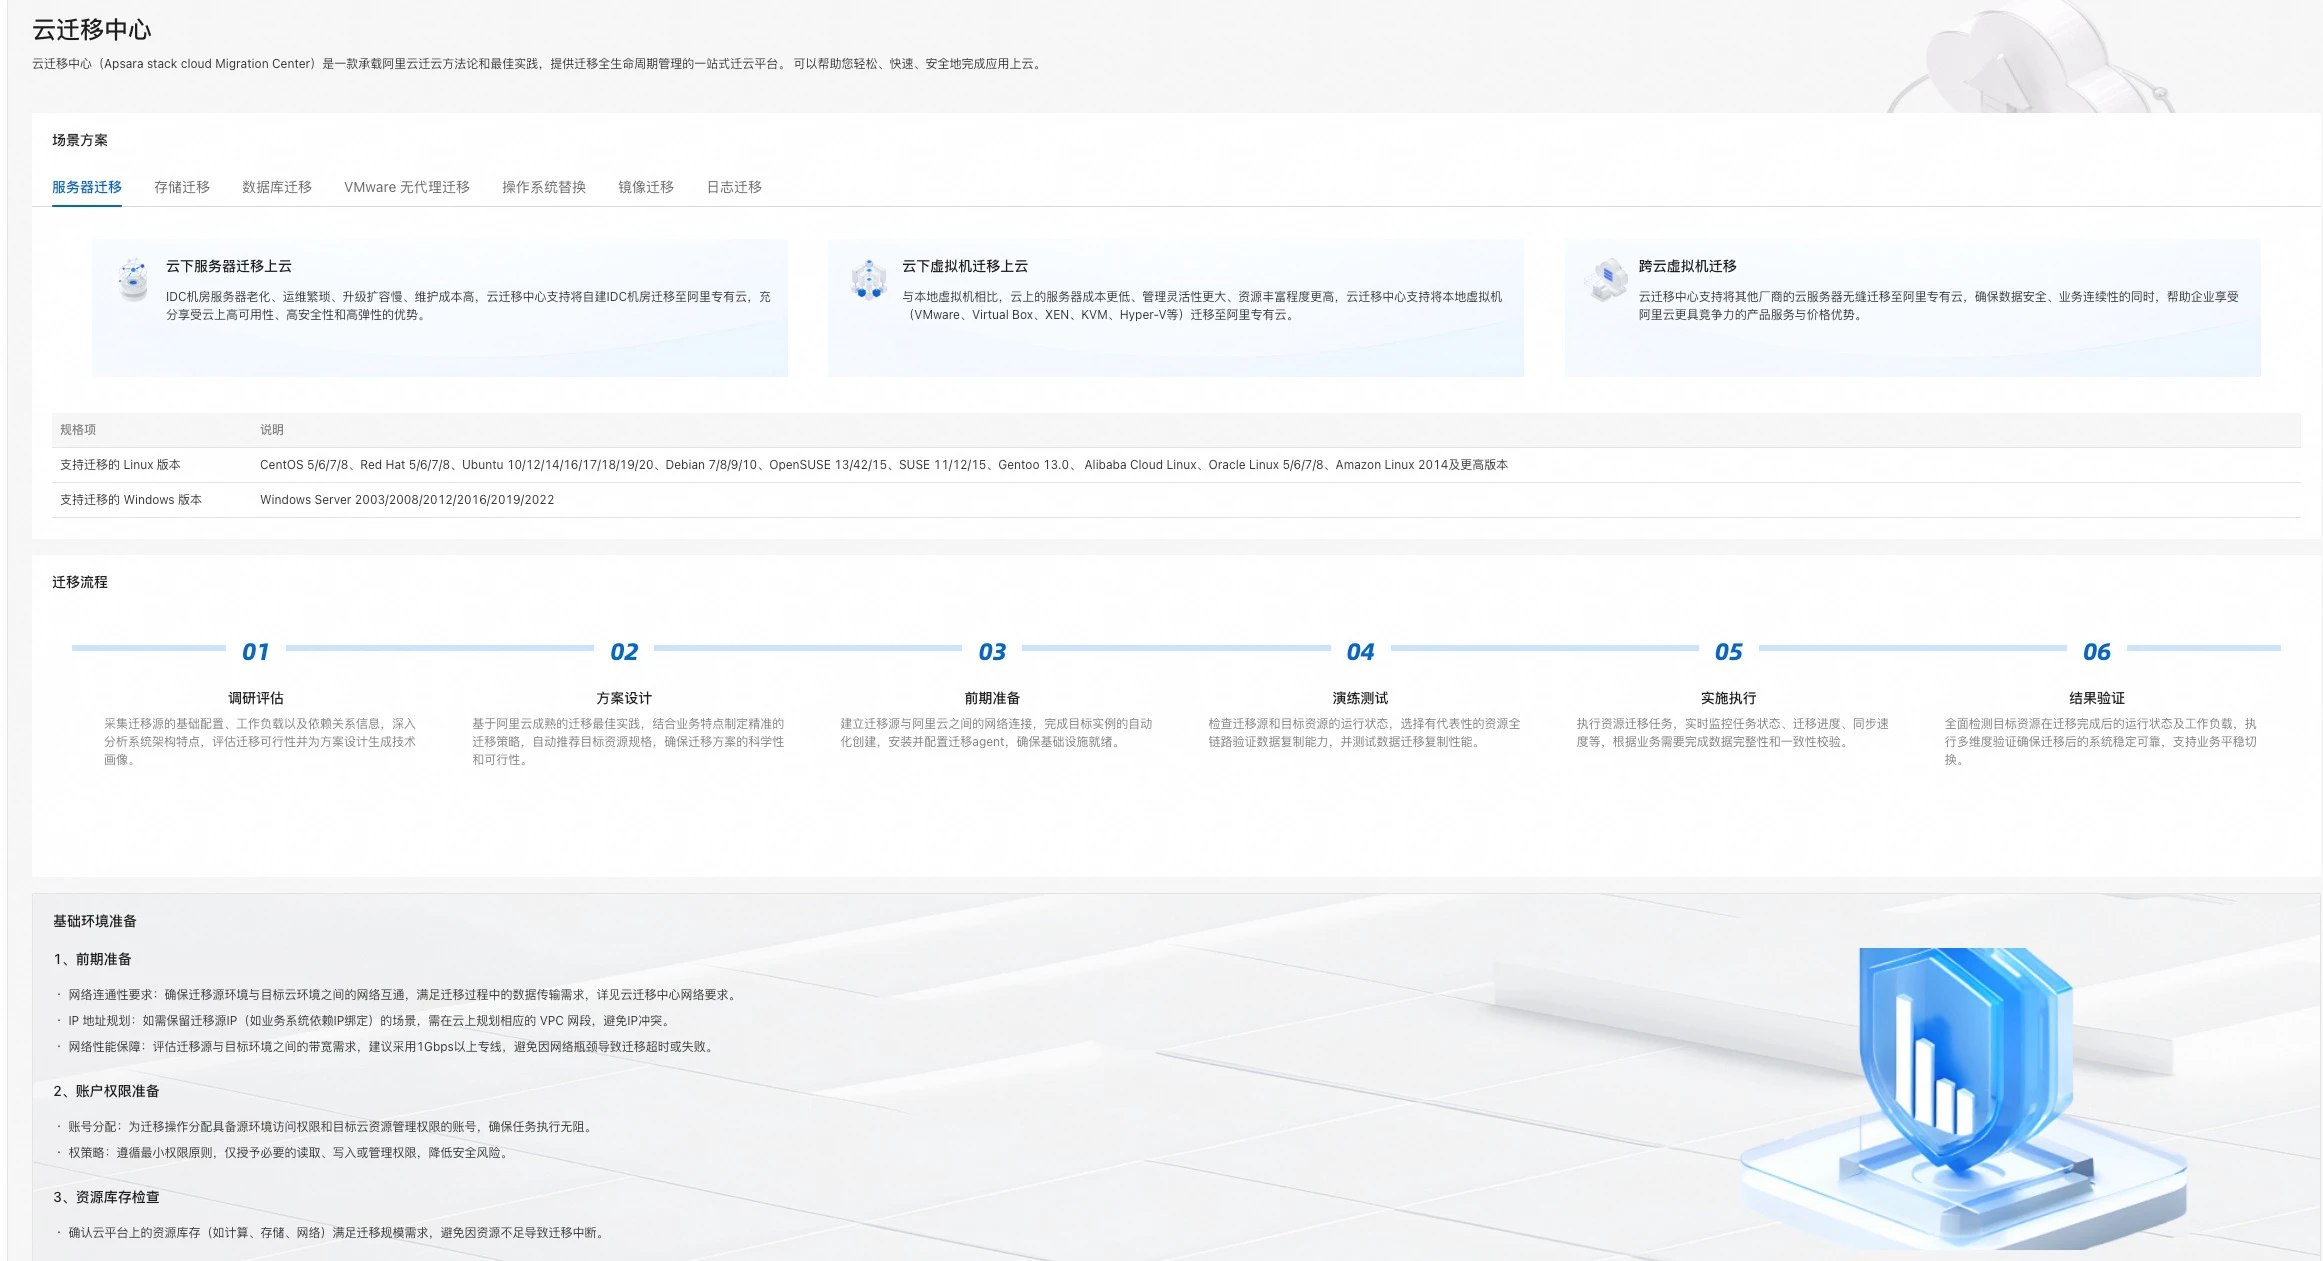 云迁移中心
云迁移中心（Apsara stack cloud Migration Center）是一款承载阿里云迁云方法论和最佳实践，提供迁移全生命周期管理的一站式迁云平台。 可以帮助您轻松、快速、安全地完成应用上云。
场景方案
服务器迁移 存储迁移 数据库迁移 VMware 无代理迁移 操作系统替换 镜像迁移 日志迁移
云下服务器迁移上云
IDC机房服务器老化、运维繁琐、升级扩容慢、维护成本高，云迁移中心支持将自建IDC机房迁移至阿里专有云，充
分享受云上高可用性、高安全性和高弹性的优势。
云下虚拟机迁移上云
与本地虚拟机相比，云上的服务器成本更低、管理灵活性更大、资源丰富程度更高，云迁移中心支持将本地虚拟机
（VMware、Virtual Box、XEN、KVM、Hyper-V等）迁移至阿里专有云。
跨云虚拟机迁移
云迁移中心支持将其他厂商的云服务器无缝迁移至阿里专有云，确保数据安全、业务连续性的同时，帮助企业享受
阿里云更具竞争力的产品服务与价格优势。
规格项 说明
支持迁移的 Linux 版本 CentOS 5/6/7/8、Red Hat 5/6/7/8、Ubuntu 10/12/14/16/17/18/19/20、Debian 7/8/9/10、OpenSUSE 13/42/15、SUSE 11/12/15、Gentoo 13.0、 Alibaba Cloud Linux、Oracle Linux 5/6/7/8、Amazon Linux 2014及更高版本
支持迁移的 Windows 版本 Windows Server 2003/2008/2012/2016/2019/2022
迁移流程
01
调研评估
采集迁移源的基础配置、工作负载以及依赖关系信息，深入
分析系统架构特点，评估迁移可行性并为方案设计生成技术
画像。
02
方案设计
基于阿里云成熟的迁移最佳实践，结合业务特点制定精准的
迁移策略，自动推荐目标资源规格，确保迁移方案的科学性
和可行性。
03
前期准备
建立迁移源与阿里云之间的网络连接，完成目标实例的自动
化创建，安装并配置迁移agent，确保基础设施就绪。
04
演练测试
检查迁移源和目标资源的运行状态，选择有代表性的资源全
链路验证数据复制能力，并测试数据迁移复制性能。
05
实施执行
执行资源迁移任务，实时监控任务状态、迁移进度、同步速
度等，根据业务需要完成数据完整性和一致性校验。
06
结果验证
全面检测目标资源在迁移完成后的运行状态及工作负载，执
行多维度验证确保迁移后的系统稳定可靠，支持业务平稳切
换。
基础环境准备
1、前期准备
· 网络连通性要求：确保迁移源环境与目标云环境之间的网络互通，满足迁移过程中的数据传输需求，详见云迁移中心网络要求。
· IP 地址规划：如需保留迁移源IP（如业务系统依赖IP绑定）的场景，需在云上规划相应的 VPC 网段，避免IP冲突。
· 网络性能保障：评估迁移源与目标环境之间的带宽需求，建议采用1Gbps以上专线，避免因网络瓶颈导致迁移超时或失败。
2、账户权限准备
· 账号分配：为迁移操作分配具备源环境访问权限和目标云资源管理权限的账号，确保任务执行无阻。
· 权策略：遵循最小权限原则，仅授予必要的读取、写入或管理权限，降低安全风险。
3、资源库存检查
· 确认云平台上的资源库存（如计算、存储、网络）满足迁移规模需求，避免因资源不足导致迁移中断。